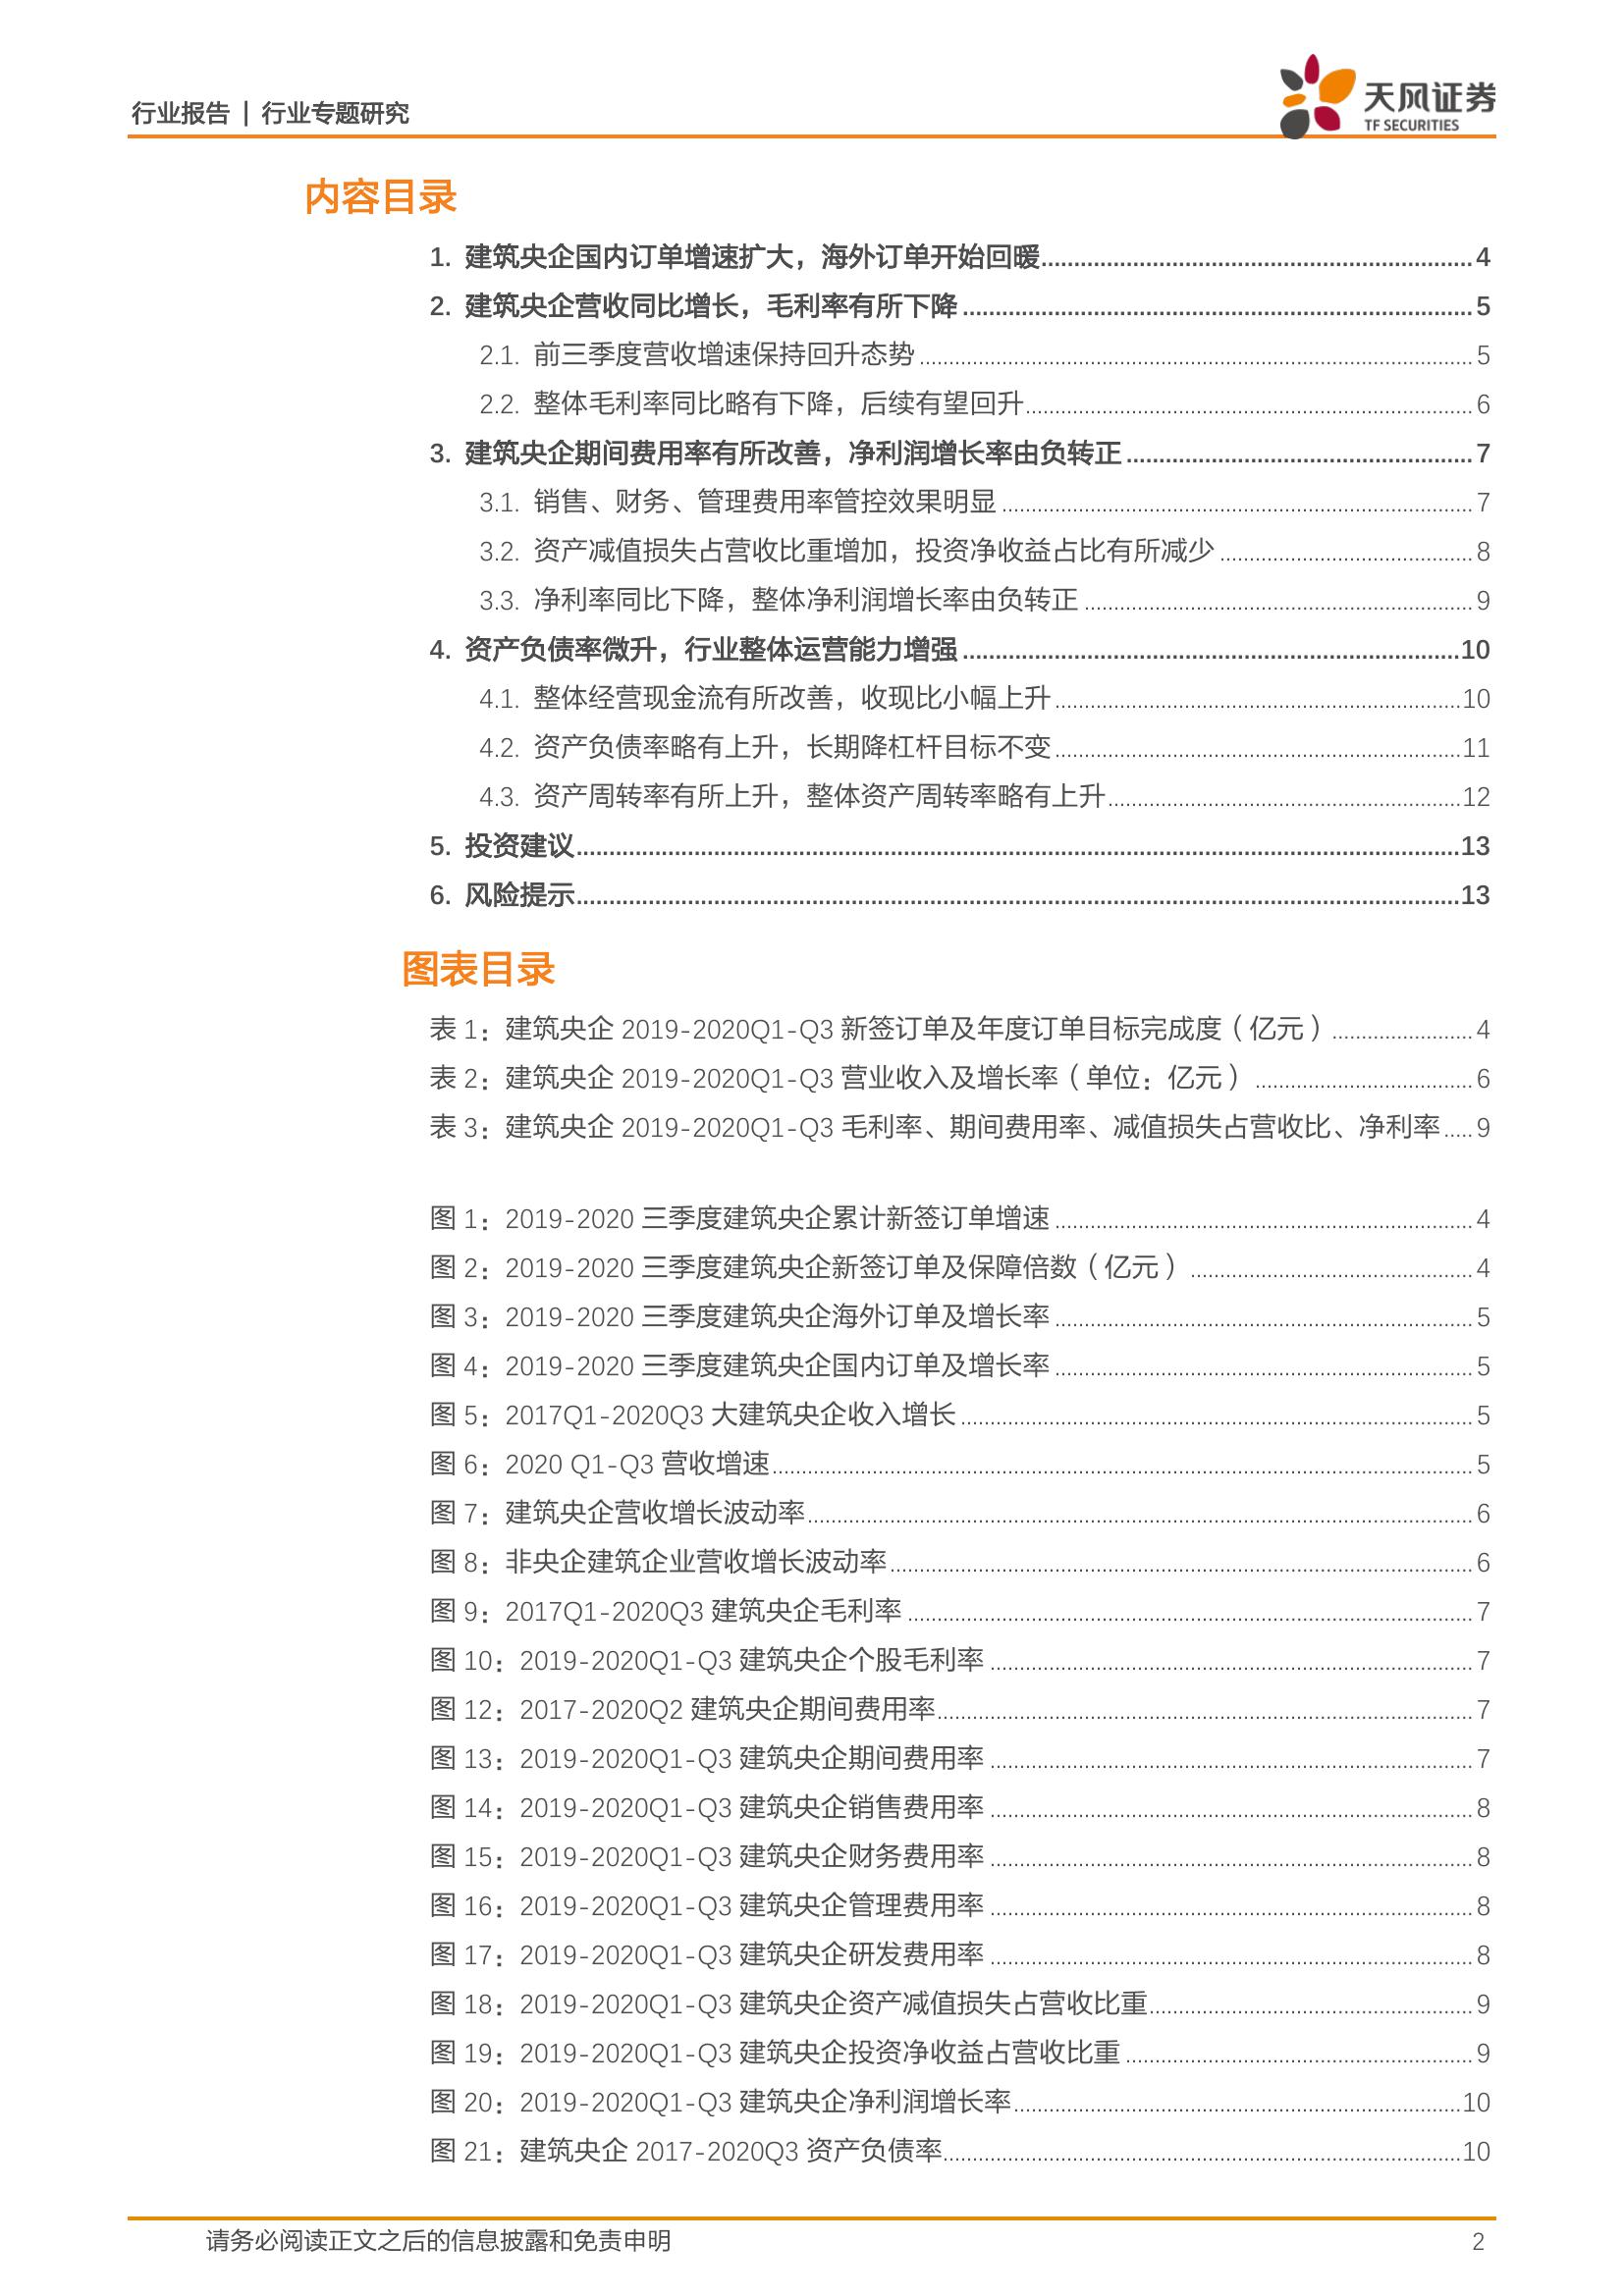 行业报告 | 行业专题研究
天风证券
TF SECURITIES
内容目录
1. 建筑央企国内订单增速扩大，海外订单开始回暖 4
2. 建筑央企营收同比增长，毛利率有所下降 5
2.1. 前三季度营收增速保持回升态势 5
2.2. 整体毛利率同比略有下降，后续有望回升 6
3. 建筑央企期间费用率有所改善，净利润增长率由负转正 7
3.1. 销售、财务、管理费用率管控效果明显 7
3.2. 资产减值损失占营收比重增加，投资净收益占比有所减少 8
3.3. 净利率同比下降，整体净利润增长率由负转正 9
4. 资产负债率微升，行业整体运营能力增强 10
4.1. 整体经营现金流有所改善，收现比小幅上升 10
4.2. 资产负债率略有上升，长期降杠杆目标不变 11
4.3. 资产周转率有所上升，整体资产周转率略有上升 12
5. 投资建议 13
6. 风险提示 13
图表目录
表 1：建筑央企 2019-2020Q1-Q3 新签订单及年度订单目标完成度（亿元） 4
表 2：建筑央企 2019-2020Q1-Q3 营业收入及增长率（单位：亿元） 6
表 3：建筑央企 2019-2020Q1-Q3 毛利率、期间费用率、减值损失占营收比、净利率 9
图 1：2019-2020 三季度建筑央企累计新签订单增速 4
图 2：2019-2020 三季度建筑央企新签订单及保障倍数（亿元） 4
图 3：2019-2020 三季度建筑央企海外订单及增长率 5
图 4：2019-2020 三季度建筑央企国内订单及增长率 5
图 5：2017Q1-2020Q3 大建筑央企收入增长 5
图 6：2020 Q1-Q3 营收增速 5
图 7：建筑央企营收增长波动率 6
图 8：非央企建筑企业营收增长波动率 6
图 9：2017Q1-2020Q3 建筑央企毛利率 7
图 10：2019-2020Q1-Q3 建筑央企个股毛利率 7
图 12：2017-2020Q2 建筑央企期间费用率 7
图 13：2019-2020Q1-Q3 建筑央企期间费用率 7
图 14：2019-2020Q1-Q3 建筑央企销售费用率 8
图 15：2019-2020Q1-Q3 建筑央企财务费用率 8
图 16：2019-2020Q1-Q3 建筑央企管理费用率 8
图 17：2019-2020Q1-Q3 建筑央企研发费用率 8
图 18：2019-2020Q1-Q3 建筑央企资产减值损失占营收比重 9
图 19：2019-2020Q1-Q3 建筑央企投资净收益占营收比重 9
图 20：2019-2020Q1-Q3 建筑央企净利润增长率 10
图 21：建筑央企 2017-2020Q3 资产负债率 10
请务必阅读正文之后的信息披露和免责申明 2